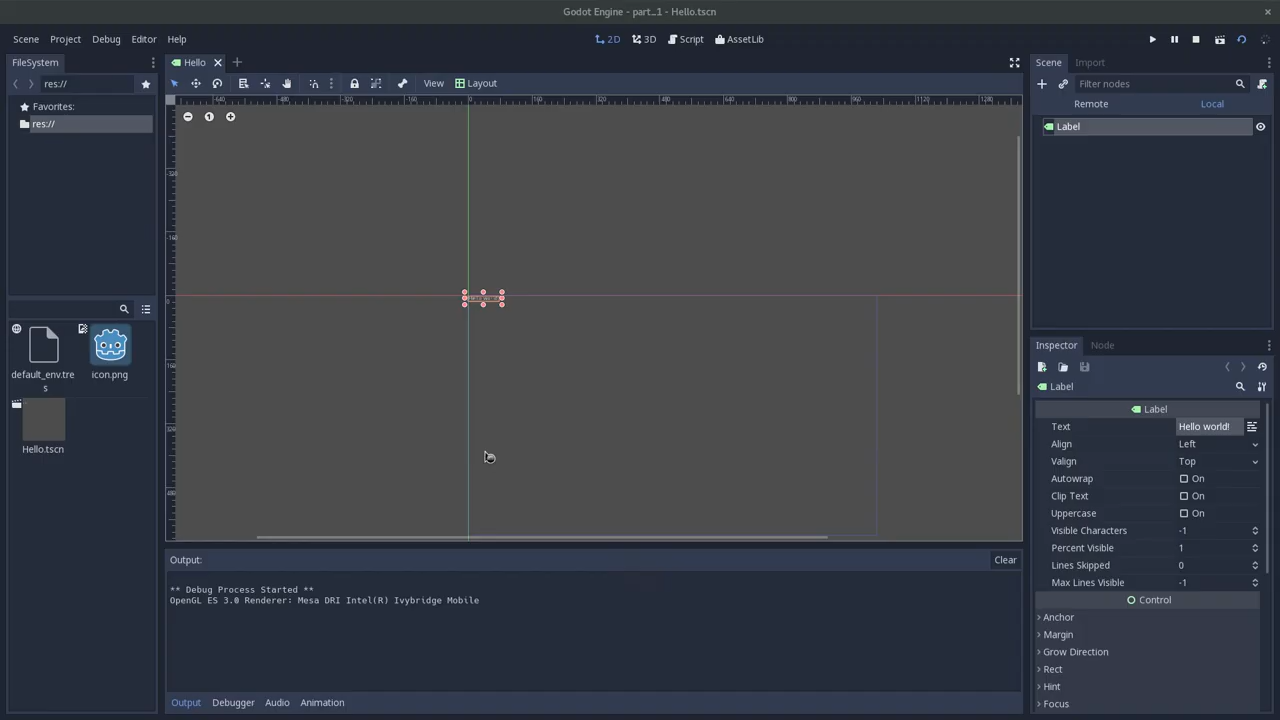 Godot Engine - part_1 - Hello.tscn
Scene Project Debug Editor Help
2D 3D Script AssetLib
FileSystem
res://
Favorites:
res://
default_env.tres
icon.png
Hello.tscn
Hello
View Layout
Output:
Clear
** Debug Process Started **
OpenGL ES 3.0 Renderer: Mesa DRI Intel(R) Ivybridge Mobile
Output Debugger Audio Animation
Scene Import
Filter nodes
Remote Local
Label
Inspector Node
Label
Label
Text Hello world!
Align Left
Valign Top
Autowrap On
Clip Text On
Uppercase On
Visible Characters -1
Percent Visible 1
Lines Skipped 0
Max Lines Visible -1
Control
Anchor
Margin
Grow Direction
Rect
Hint
Focus